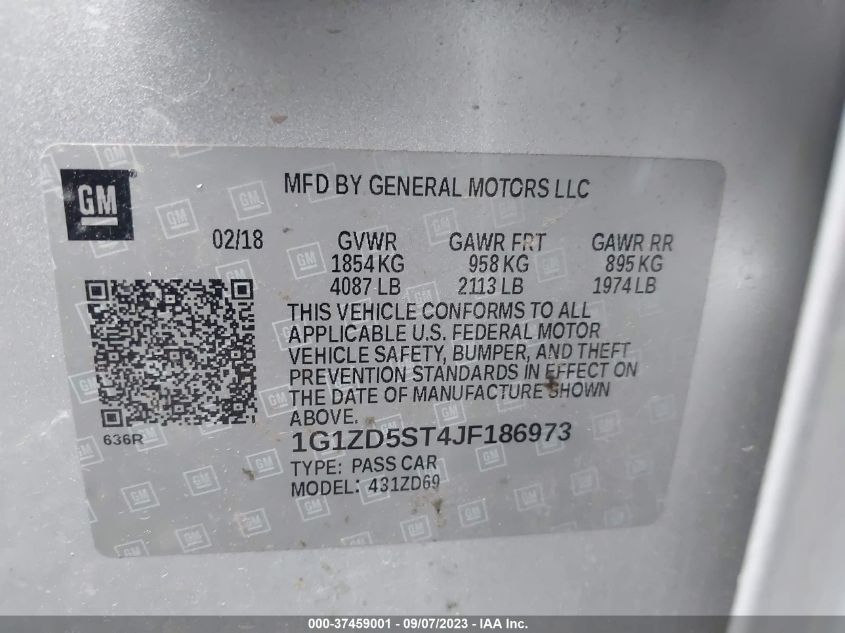 GM
MFD BY GENERAL MOTORS LLC
02/18 GVWR GAWR FRT GAWR RR
1854 KG 958 KG 895 KG
4087 LB 2113 LB 1974 LB
THIS VEHICLE CONFORMS TO ALL
APPLICABLE U.S. FEDERAL MOTOR
VEHICLE SAFETY, BUMPER, AND THEFT
PREVENTION STANDARDS IN EFFECT ON
THE DATE OF MANUFACTURE SHOWN
ABOVE.
636R
1G1ZD5ST4JF186973
TYPE: PASS CAR
MODEL: 431ZD69
000-37459001 - 09/07/2023 - IAA Inc.